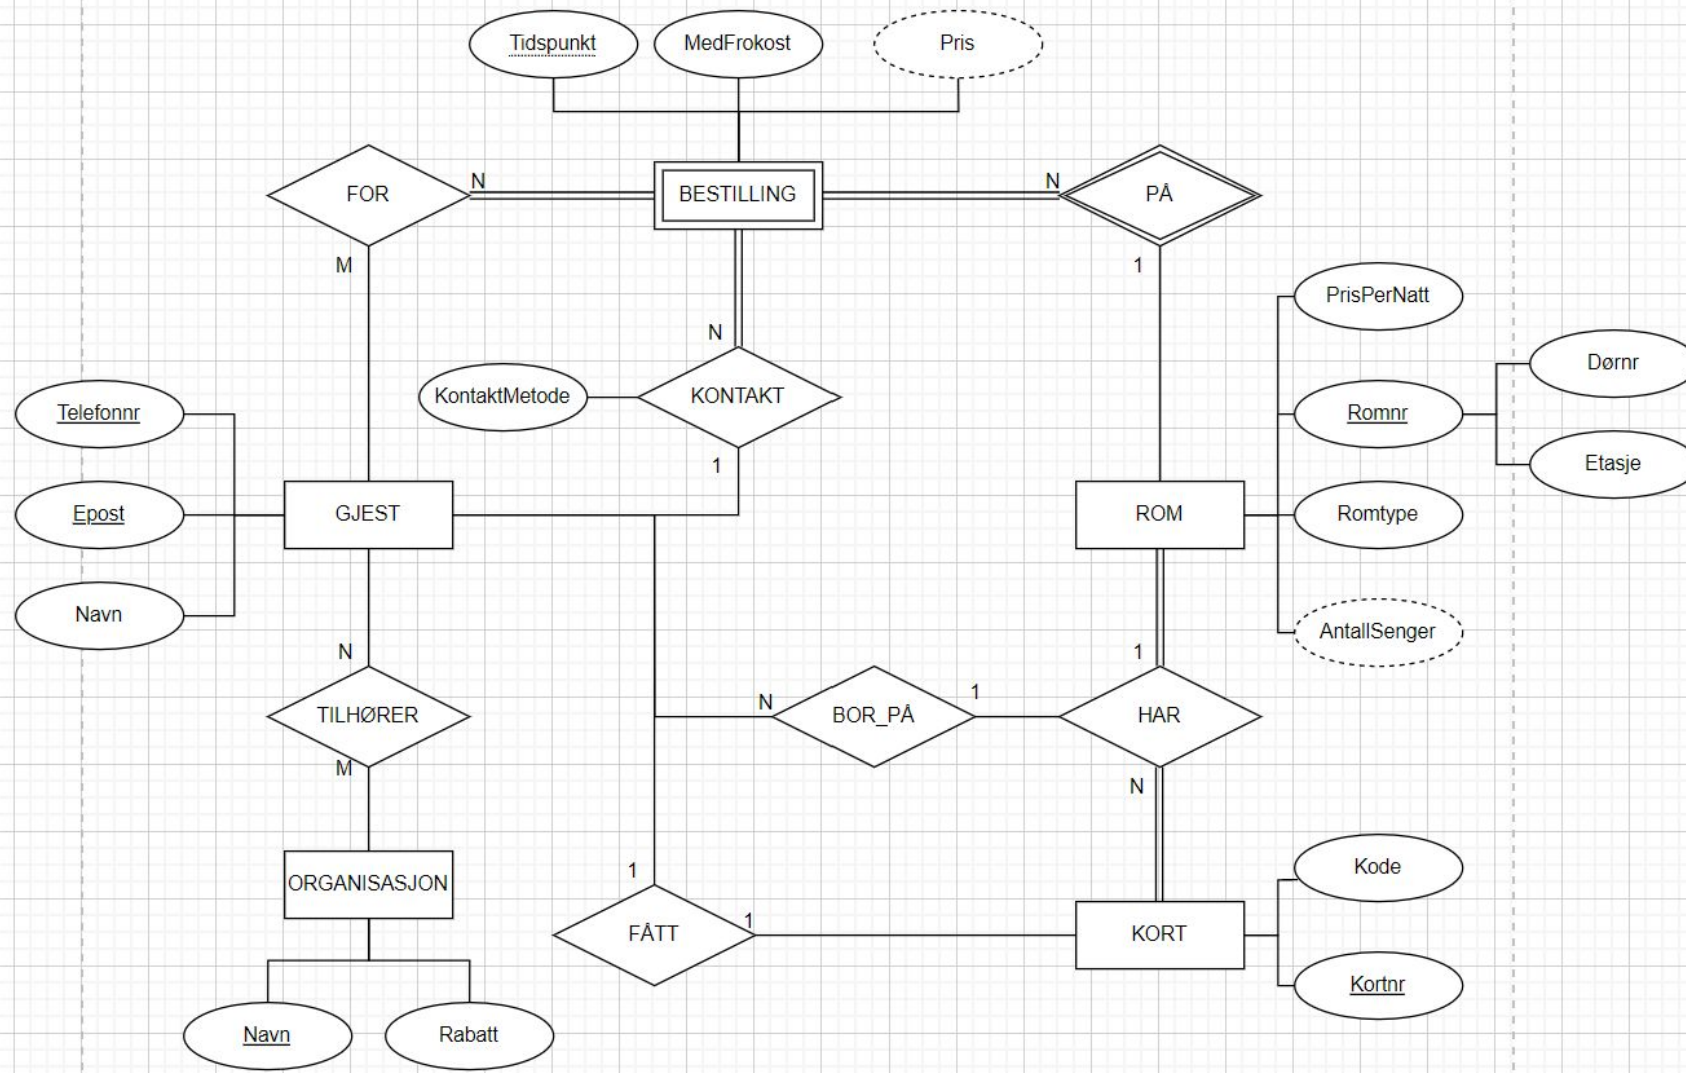 Tidspunkt
MedFrokost
Pris
FOR
N
BESTILLING
N
PÅ
M
1
PrisPerNatt
N
Dørnr
KontaktMetode
KONTAKT
Telefonnr
Romnr
1
Etasje
Epost
GJEST
ROM
Romtype
Navn
N
1
AntallSenger
TILHØRER
N
BOR_PÅ
1
HAR
M
N
1
Kode
ORGANISASJON
FÅTT
1
KORT
Kortnr
Navn
Rabatt